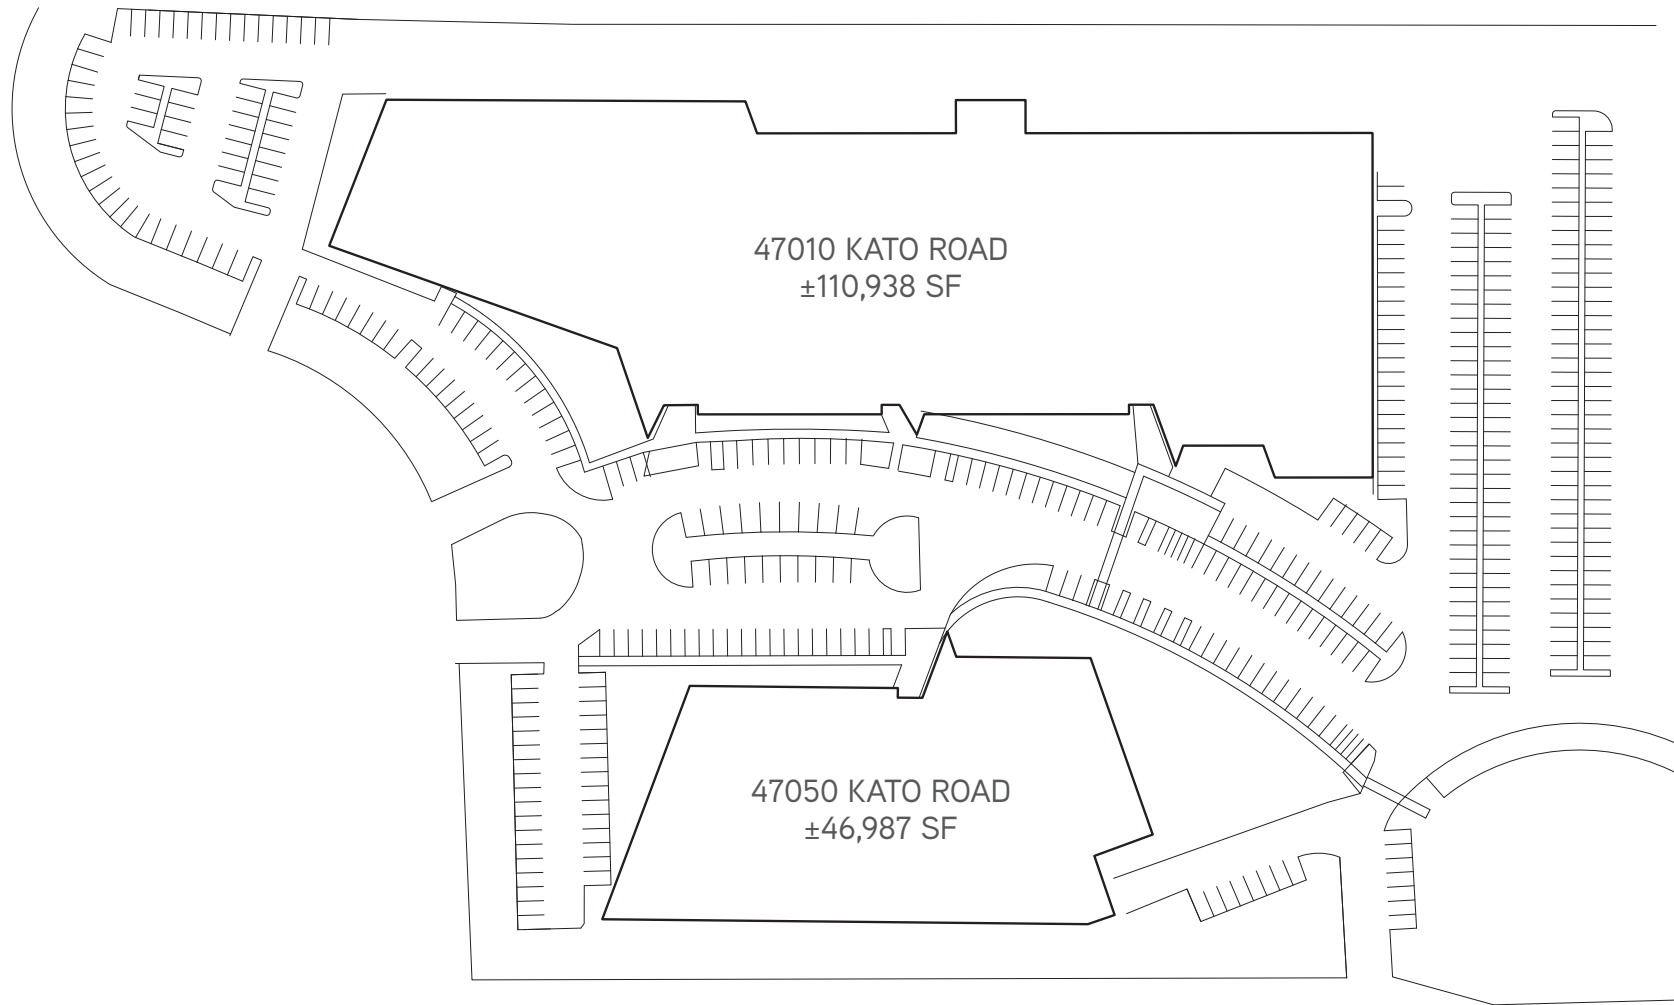 47010 KATO ROAD
±110,938 SF
47050 KATO ROAD
±46,987 SF